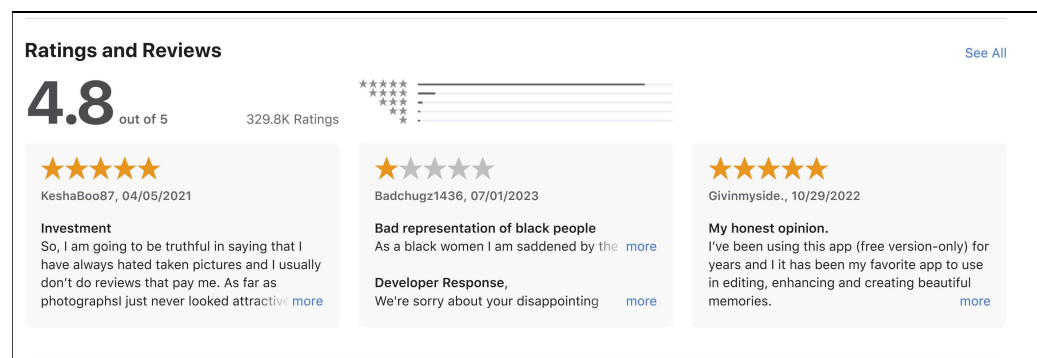 Ratings and Reviews
See All
4.8 out of 5
329.8K Ratings
KeshaBoo87, 04/05/2021
Investment
So, I am going to be truthful in saying that I
have always hated taken pictures and I usually
don't do reviews that pay me. As far as
photographsI just never looked attractive more
Badchugz1436, 07/01/2023
Bad representation of black people
As a black women I am saddened by the more
Developer Response,
We're sorry about your disappointing more
Givinmyside., 10/29/2022
My honest opinion.
I've been using this app (free version-only) for
years and I it has been my favorite app to use
in editing, enhancing and creating beautiful
memories. more